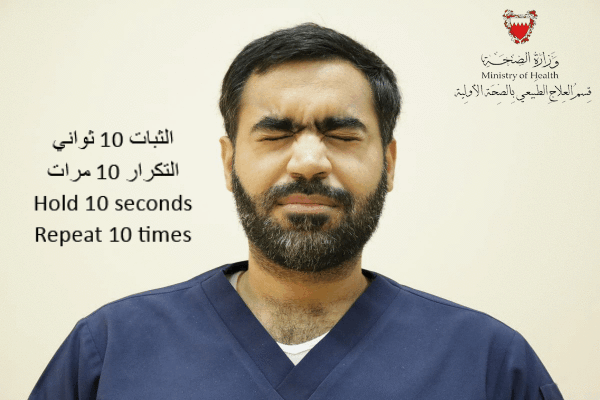 وزارة الصحة
Ministry of Health
قسم العلاج الطبيعي بالصحة الأولية
الثبات 10 ثواني
التكرار 10 مرات
Hold 10 seconds
Repeat 10 times